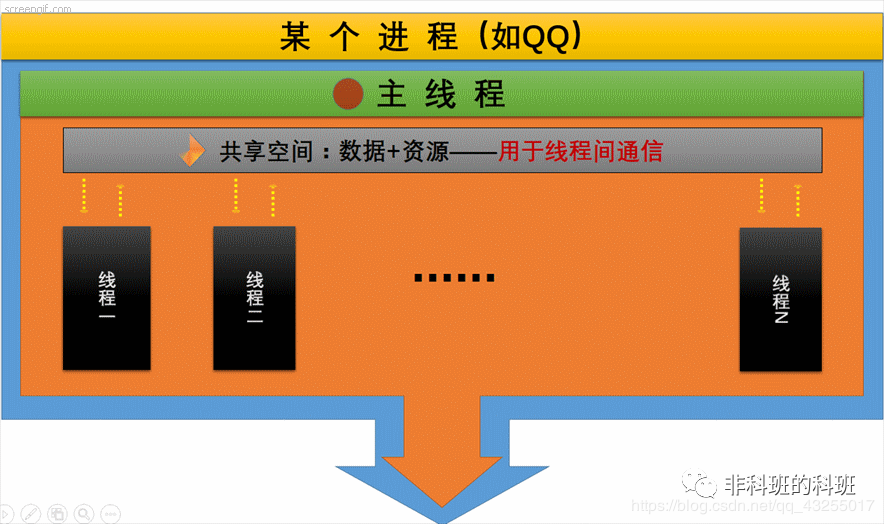 screengif.com
某个进程（如QQ）
主线程
共享空间：数据+资源——用于线程间通信
线程一
线程二
......
线程N
非科班的科班
https://blog.csdn.net/qq_43255017